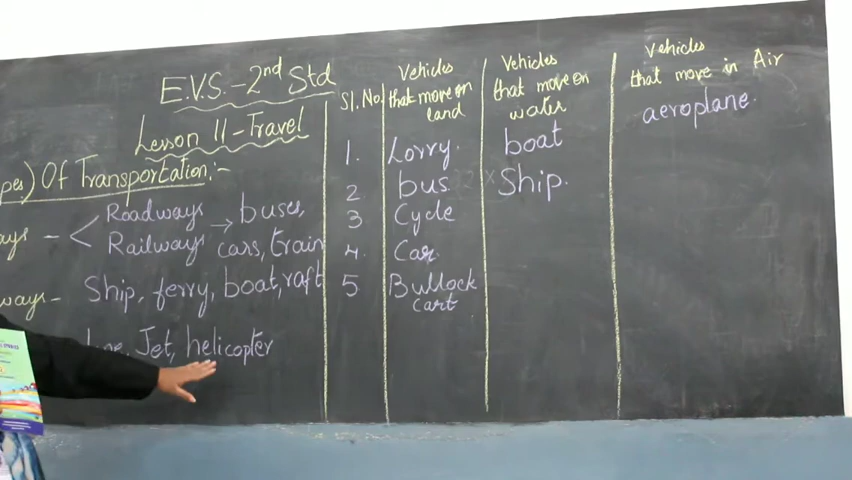 E.V.S. - 2nd Std
Lesson 11 - Travel
Of Transportation :-
Roadways → buses,
Railways cars, train
Ship, ferry, boat, raft
Jet, helicopter
Sl. No. Vehicles that move on land Vehicles that move on water Vehicles that move in Air
1. Lorry. boat aeroplane.
2 bus Ship.
3 Cycle
4. Car.
5. Bullock cart